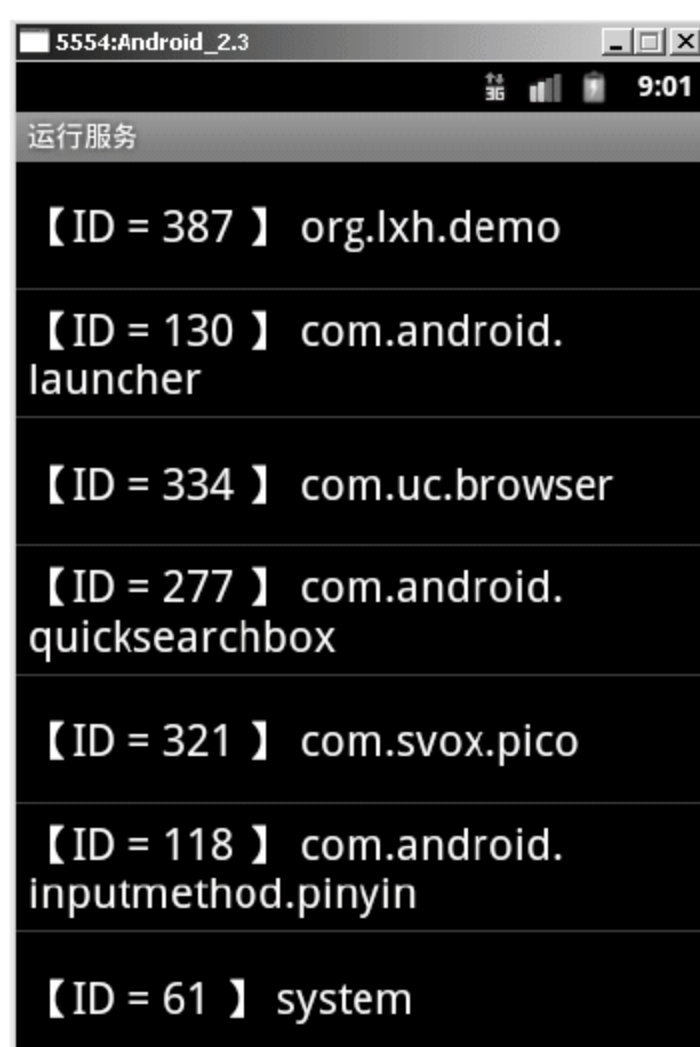 5554:Android_2.3
3G 9:01
运行服务
【ID = 387 】 org.lxh.demo
【ID = 130 】 com.android.
launcher
【ID = 334 】 com.uc.browser
【ID = 277 】 com.android.
quicksearchbox
【ID = 321 】 com.svox.pico
【ID = 118 】 com.android.
inputmethod.pinyin
【ID = 61 】 system